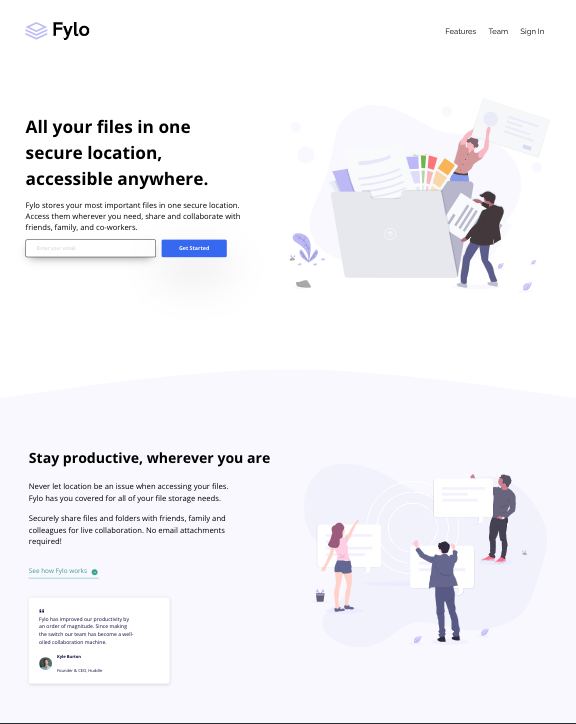 Fylo
Features Team Sign In
All your files in one
secure location,
accessible anywhere.
Fylo stores your most important files in one secure location.
Access them wherever you need, share and collaborate with
friends, family, and co-workers.
Enter your email
Get Started
Stay productive, wherever you are
Never let location be an issue when accessing your files.
Fylo has you covered for all of your file storage needs.
Securely share files and folders with friends, family and
colleagues for live collaboration. No email attachments
required!
See how Fylo works
Fylo has improved our productivity by
an order of magnitude. Since making
the switch our team has become a well-
oiled collaboration machine.
Kyle Burton
Founder & CEO, Huddle